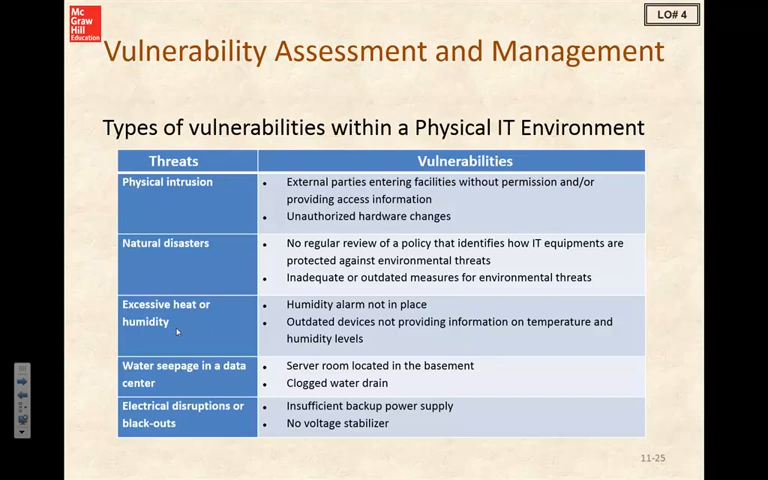 Mc
Graw
Hill
Education
LO# 4
Vulnerability Assessment and Management
Types of vulnerabilities within a Physical IT Environment
Threats
Vulnerabilities
Physical intrusion
• External parties entering facilities without permission and/or
providing access information
• Unauthorized hardware changes
Natural disasters
• No regular review of a policy that identifies how IT equipments are
protected against environmental threats
• Inadequate or outdated measures for environmental threats
Excessive heat or
humidity
• Humidity alarm not in place
• Outdated devices not providing information on temperature and
humidity levels
Water seepage in a data
center
• Server room located in the basement
• Clogged water drain
Electrical disruptions or
black-outs
• Insufficient backup power supply
• No voltage stabilizer
11-25